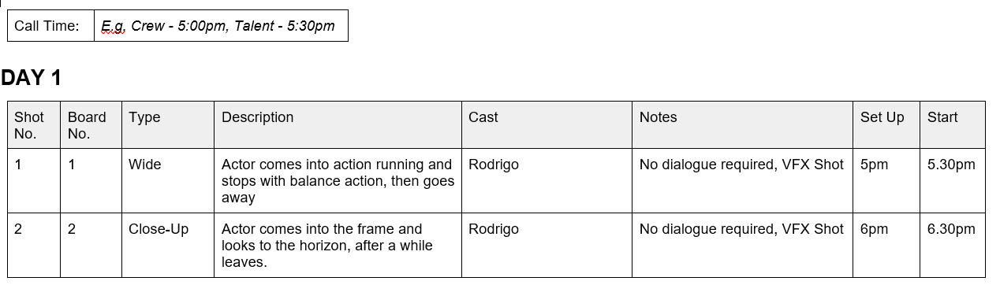 Call Time: E.g, Crew - 5:00pm, Talent - 5:30pm
DAY 1
Shot No. Board No. Type Description Cast Notes Set Up Start
1 1 Wide Actor comes into action running and Rodrigo No dialogue required, VFX Shot 5pm 5.30pm
stops with balance action, then goes
away
2 2 Close-Up Actor comes into the frame and Rodrigo No dialogue required, VFX Shot 6pm 6.30pm
looks to the horizon, after a while
leaves.